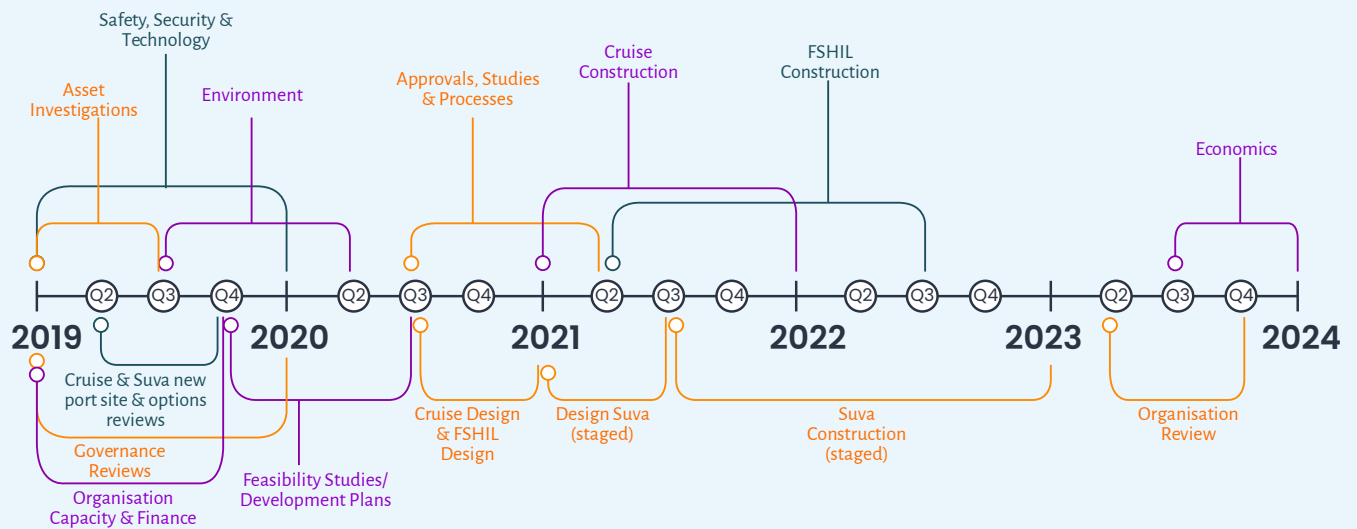 Safety, Security &
Technology
Asset
Investigations
Environment
Approvals, Studies
& Processes
Cruise
Construction
FSHIL
Construction
Economics
Q2 Q3 Q4 Q2 Q3 Q4 Q2 Q3 Q4 Q2 Q3 Q4 Q2 Q3 Q4
2019 2020 2021 2022 2023 2024
Cruise & Suva new
port site & options
reviews
Governance
Reviews
Organisation
Capacity & Finance
Feasibility Studies/
Development Plans
Cruise Design
& FSHIL
Design
Design Suva
(staged)
Suva
Construction
(staged)
Organisation
Review